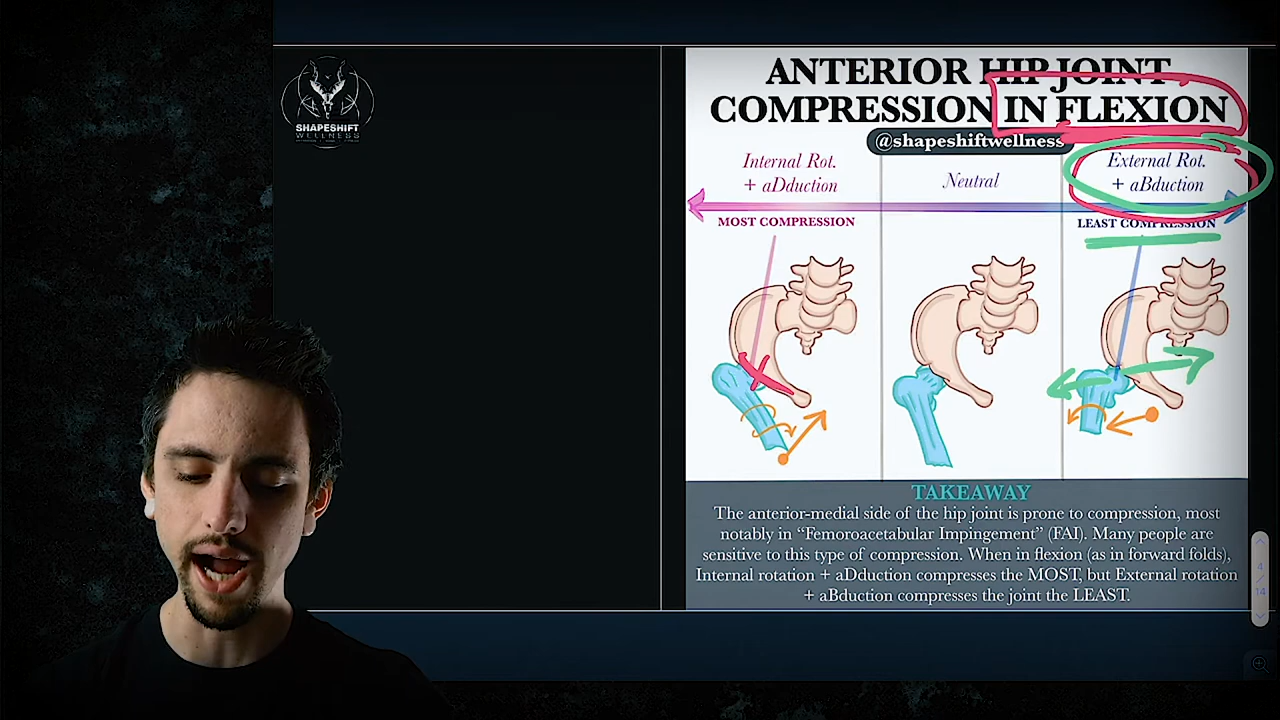 SHAPESHIFT
WELLNESS
ANTERIOR HIP JOINT
COMPRESSION IN FLEXION
@shapeshiftwellness
Internal Rot.
+ aDduction
Neutral
External Rot.
+ aBduction
MOST COMPRESSION
LEAST COMPRESSION
TAKEAWAY
The anterior-medial side of the hip joint is prone to compression, most
notably in “Femoroacetabular Impingement” (FAI). Many people are
sensitive to this type of compression. When in flexion (as in forward folds),
Internal rotation + aDduction compresses the MOST, but External rotation
+ aBduction compresses the joint the LEAST.
4
/
14